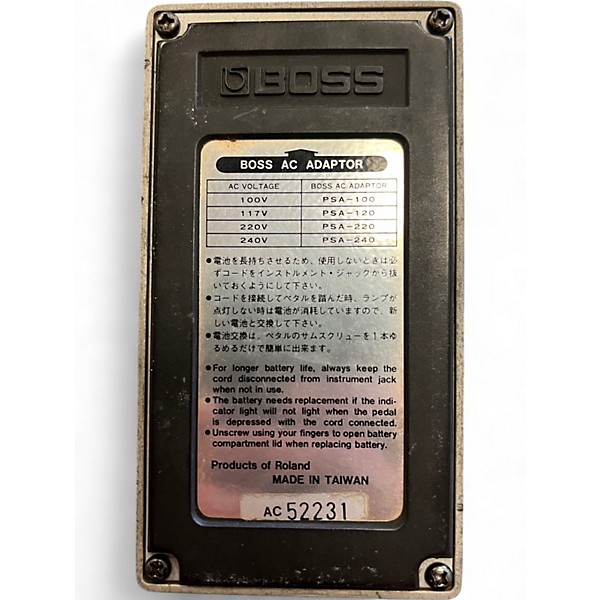 BOSS
BOSS AC ADAPTOR
AC VOLTAGE BOSS AC ADAPTOR
100V PSA-100
117V PSA-120
220V PSA-220
240V PSA-240
●電池を長持ちさせるため、使用しないときは必
ずコードをインストルメント・ジャックから抜
いておくようにして下さい。
●コードを接続してペタルを踏んだ時、ランプが
点灯しない時は電池が消耗していますので、新
しい電池と交換して下さい。
●電池交換は、ペタルのサムスクリューを1本ゆ
るめるだけで簡単に出来ます。
●For longer battery life, always keep the
cord disconnected from instrument jack
when not in use.
●The battery needs replacement if the indi-
cator light will not light when the pedal
is depressed with the cord connected.
●Unscrew using your fingers to open battery
compartment lid when replacing battery.
Products of Roland
MADE IN TAIWAN
AC 52231